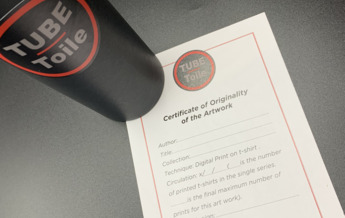 TUBE
Toile
TUBE
Toile
Certificate of Originality
of the Artwork
Author:
Title
Collection:
Technique: Digital Print on t-shirt
Circulation: x/ / ( is the number
of printed t-shirts in the single series.
is the final maximum number of
prints for this art work).